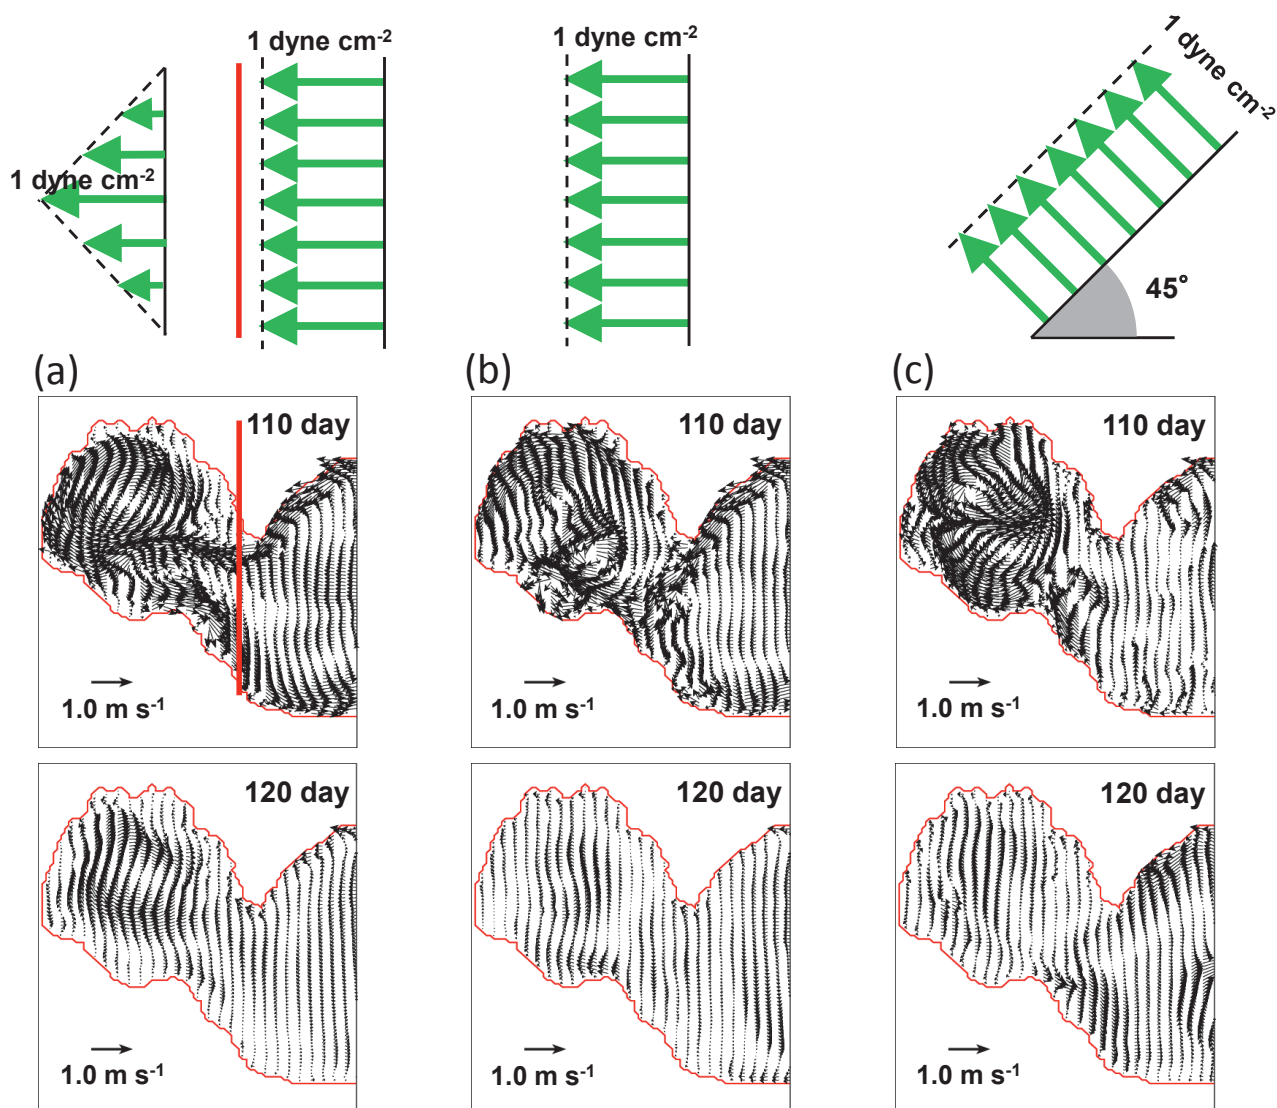 1 dyne cm-2
1 dyne cm-2
1 dyne cm-2
1 dyne cm-2
45°
(a)
(b)
(c)
110 day
110 day
110 day
1.0 m s-1
1.0 m s-1
1.0 m s-1
120 day
120 day
120 day
1.0 m s-1
1.0 m s-1
1.0 m s-1